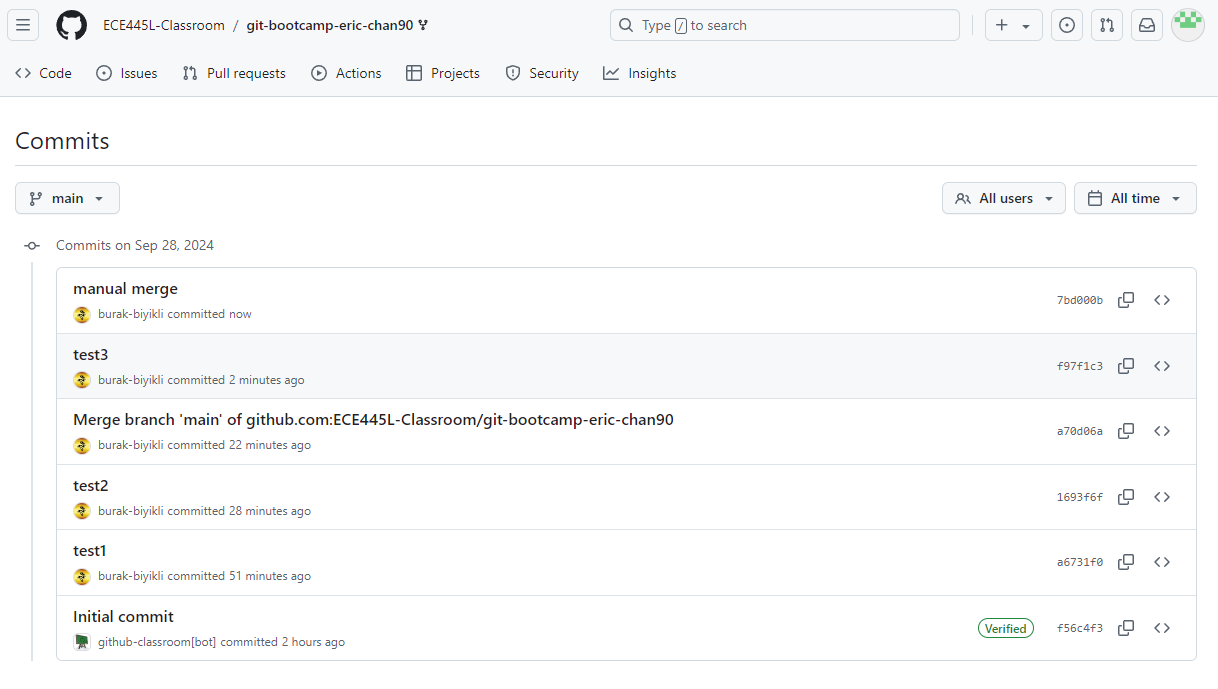 ECE445L-Classroom / git-bootcamp-eric-chan90
Type / to search
Code Issues Pull requests Actions Projects Security Insights
Commits
main
All users All time
Commits on Sep 28, 2024
manual merge
burak-biyikli committed now
7bd000b
test3
burak-biyikli committed 2 minutes ago
f97f1c3
Merge branch 'main' of github.com:ECE445L-Classroom/git-bootcamp-eric-chan90
burak-biyikli committed 22 minutes ago
a70d06a
test2
burak-biyikli committed 28 minutes ago
1693f6f
test1
burak-biyikli committed 51 minutes ago
a6731f0
Initial commit
github-classroom[bot] committed 2 hours ago
Verified f56c4f3